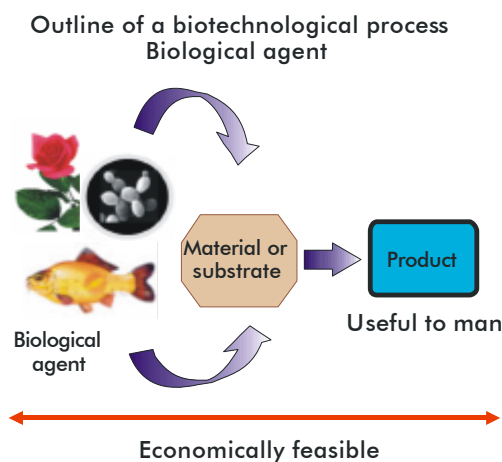 Outline of a biotechnological process
Biological agent
Material or
substrate
Product
Useful to man
Biological
agent
Economically feasible